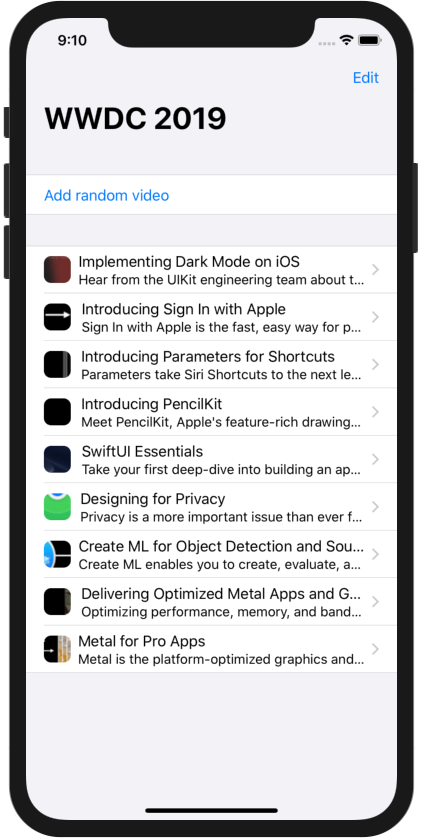 9:10
Edit
WWDC 2019
Add random video
Implementing Dark Mode on iOS
Hear from the UIKit engineering team about t...
Introducing Sign In with Apple
Sign In with Apple is the fast, easy way for p...
Introducing Parameters for Shortcuts
Parameters take Siri Shortcuts to the next le...
Introducing PencilKit
Meet PencilKit, Apple's feature-rich drawing...
SwiftUI Essentials
Take your first deep-dive into building an ap...
Designing for Privacy
Privacy is a more important issue than ever f...
Create ML for Object Detection and Sou...
Create ML enables you to create, evaluate, a...
Delivering Optimized Metal Apps and G...
Optimizing performance, memory, and band...
Metal for Pro Apps
Metal is the platform-optimized graphics and...